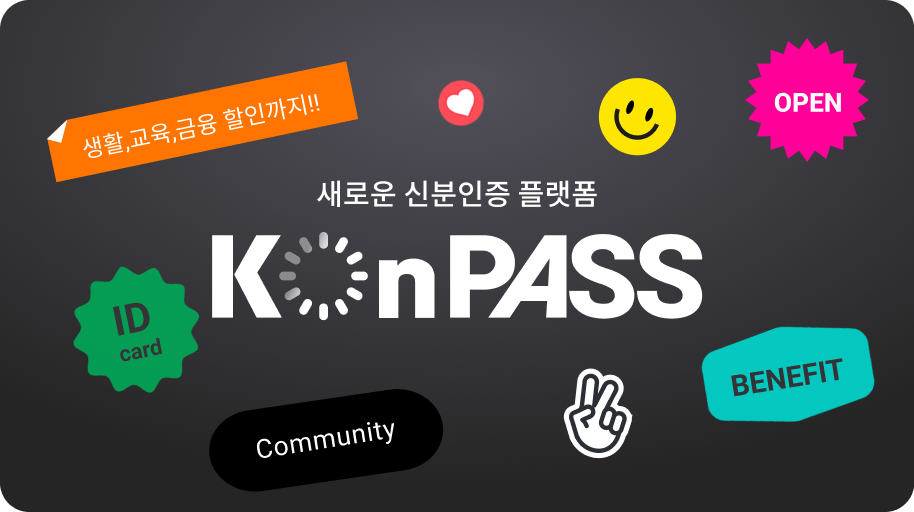 생활,교육,금융 할인까지!!
OPEN
새로운 신분인증 플랫폼
KonPASS
ID
card
BENEFIT
Community